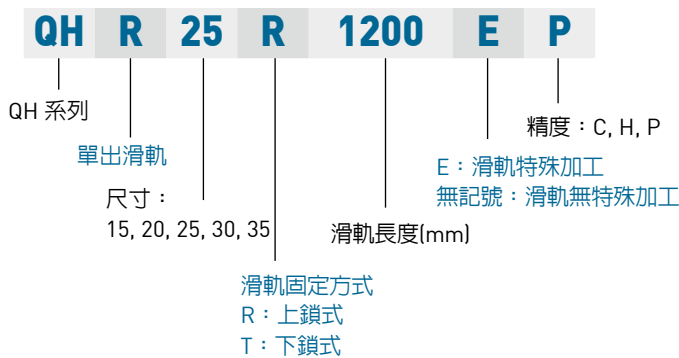 QH R 25 R 1200 E P
QH 系列
單出滑軌
尺寸：
15, 20, 25, 30, 35
滑軌固定方式
R：上鎖式
T：下鎖式
滑軌長度(mm)
E：滑軌特殊加工
無記號：滑軌無特殊加工
精度：C, H, P